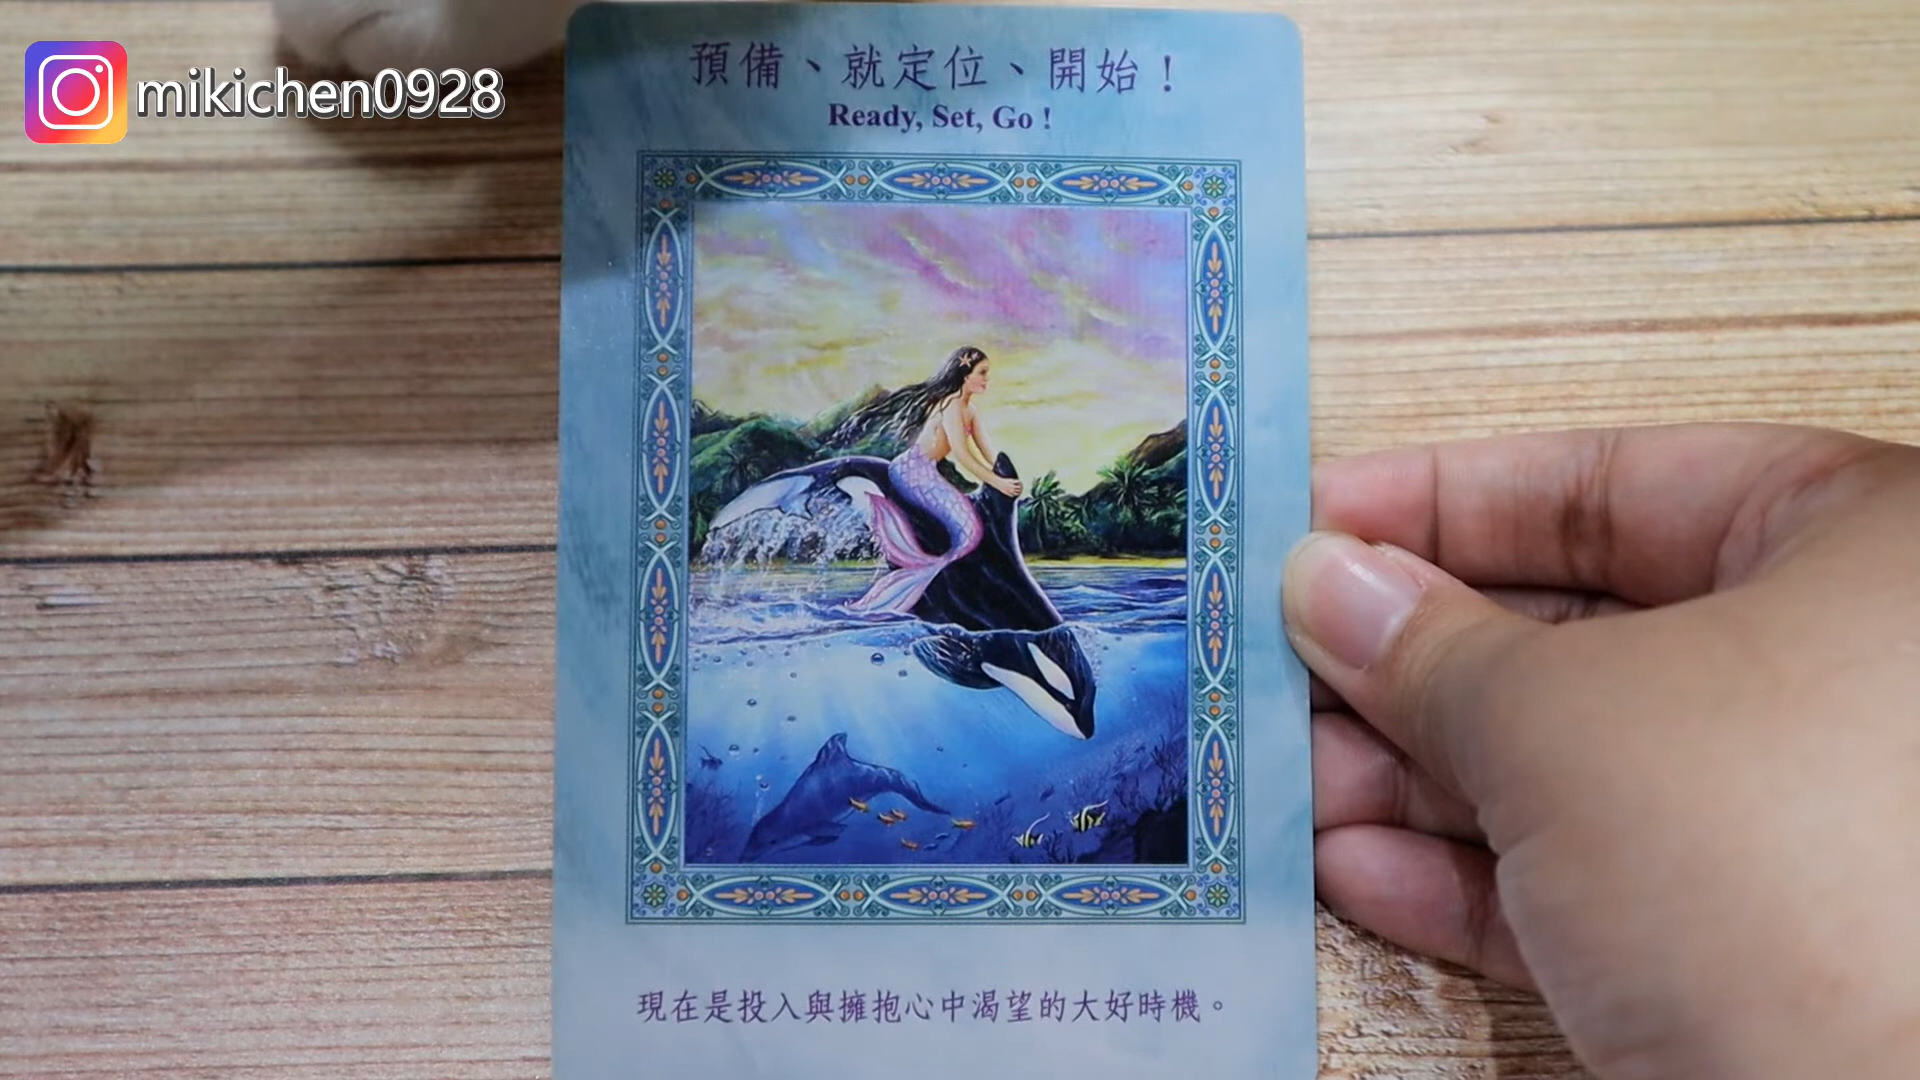 mikichen0928
預備、就定位、開始!
Ready, Set, Go !
現在是投入與擁抱心中渴望的大好時機。